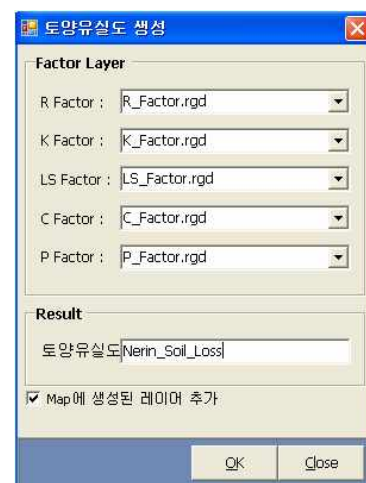 토양유실도 생성
Factor Layer
R Factor : R_Factor.rgd
K Factor : K_Factor.rgd
LS Factor : LS_Factor.rgd
C Factor : C_Factor.rgd
P Factor : P_Factor.rgd
Result
토양유실도 Nerin_Soil_Loss
Map에 생성된 레이어 추가
OK Close